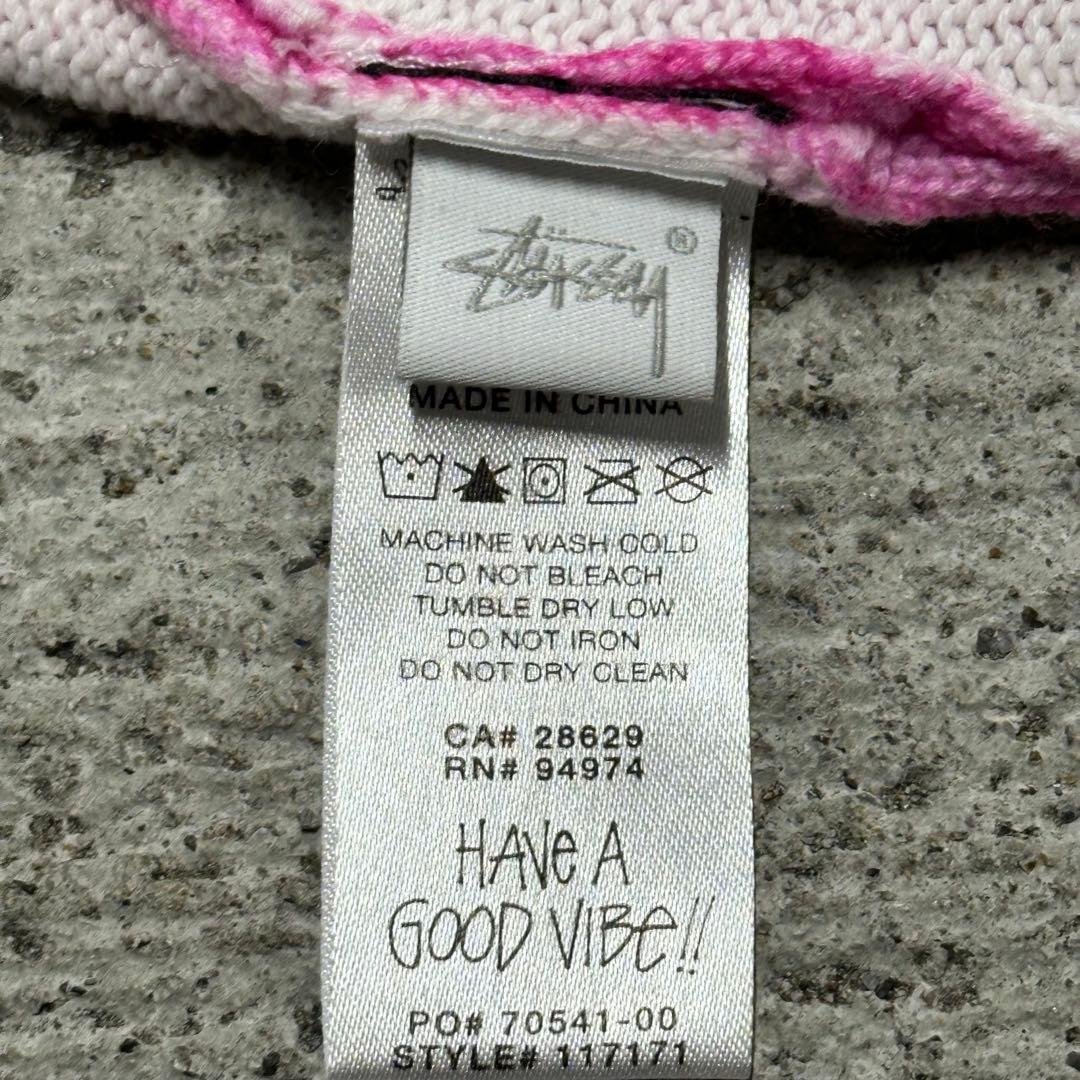 Stüssy ®
MADE IN CHINA
MACHINE WASH COLD
DO NOT BLEACH
TUMBLE DRY LOW
DO NOT IRON
DO NOT DRY CLEAN
CA# 28629
RN# 94974
HAVe A
GOOD VIBe!!
PO# 70541-00
STYLE# 117171